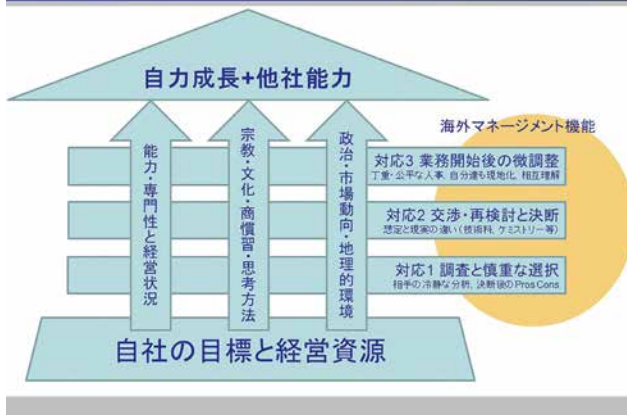 自力成長+他社能力
海外マネージメント機能
能力・専門性と経営状況
宗教・文化・商慣習・思考方法
政治・市場動向・地理的環境
対応3 業務開始後の微調整
丁重・公平な人事, 自分達も現地化, 相互理解
対応2 交渉・再検討と決断
想定と現実の違い(技術料, ケミストリー等)
対応1 調査と慎重な選択
相手の冷静な分析, 決断後のPros Cons
自社の目標と経営資源